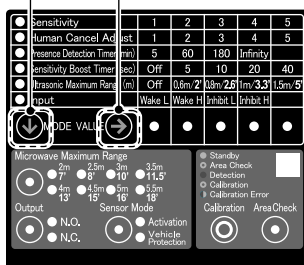 Sensitivity 1 2 3 4 5
Human Cancel Adjust 1 2 3 4 5
Presence Detection Timer (min) 5 60 180 Infinity
Sensitivity Boost Timer (sec) Off 5 10 20 40
Ultrasonic Maximum Range (m) Off 0.6m/2' 0.8m/2.6' 1m/3.3' 1.5m/5'
Input Wake L Wake H Inhibit L Inhibit H
MODE VALUE
Microwave Maximum Range
2m 7' 2.5m 8' 3m 10' 3.5m 11.5'
4m 13' 4.5m 15' 5m 16' 5.5m 18'
Output Sensor Mode
N.O. Activation
N.C. Vehicle Protection
Standby
Area Check
Detection
Calibration
Calibration Error
Calibration Area Check